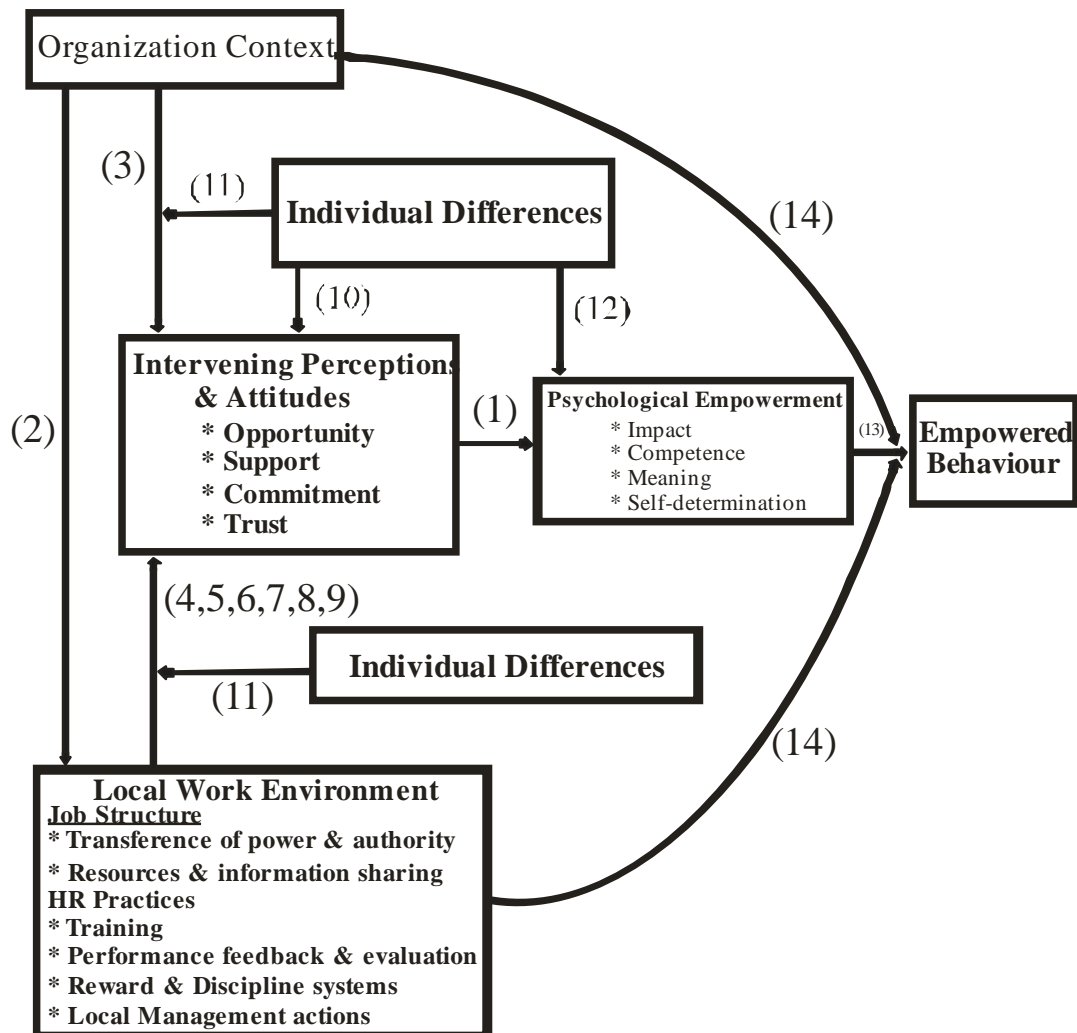 Organization Context
(3)
(11)
Individual Differences
(14)
(10)
(12)
(2)
Intervening Perceptions
& Attitudes
* Opportunity
* Support
* Commitment
* Trust
(1)
Psychological Empowerment
* Impact
* Competence
* Meaning
* Self-determination
(13)
Empowered
Behaviour
(4,5,6,7,8,9)
Individual Differences
(11)
(14)
Local Work Environment
Job Structure
* Transference of power & authority
* Resources & information sharing
HR Practices
* Training
* Performance feedback & evaluation
* Reward & Discipline systems
* Local Management actions